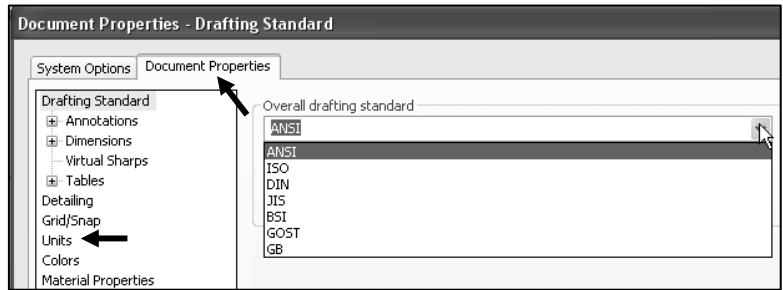 Document Properties - Drafting Standard
System Options
Document Properties
Drafting Standard
Annotations
Dimensions
Virtual Sharps
Tables
Detailing
Grid/Snap
Units
Colors
Material Properties
Overall drafting standard
ANSI
ANSI
ISO
DIN
JIS
BSI
GOST
GB